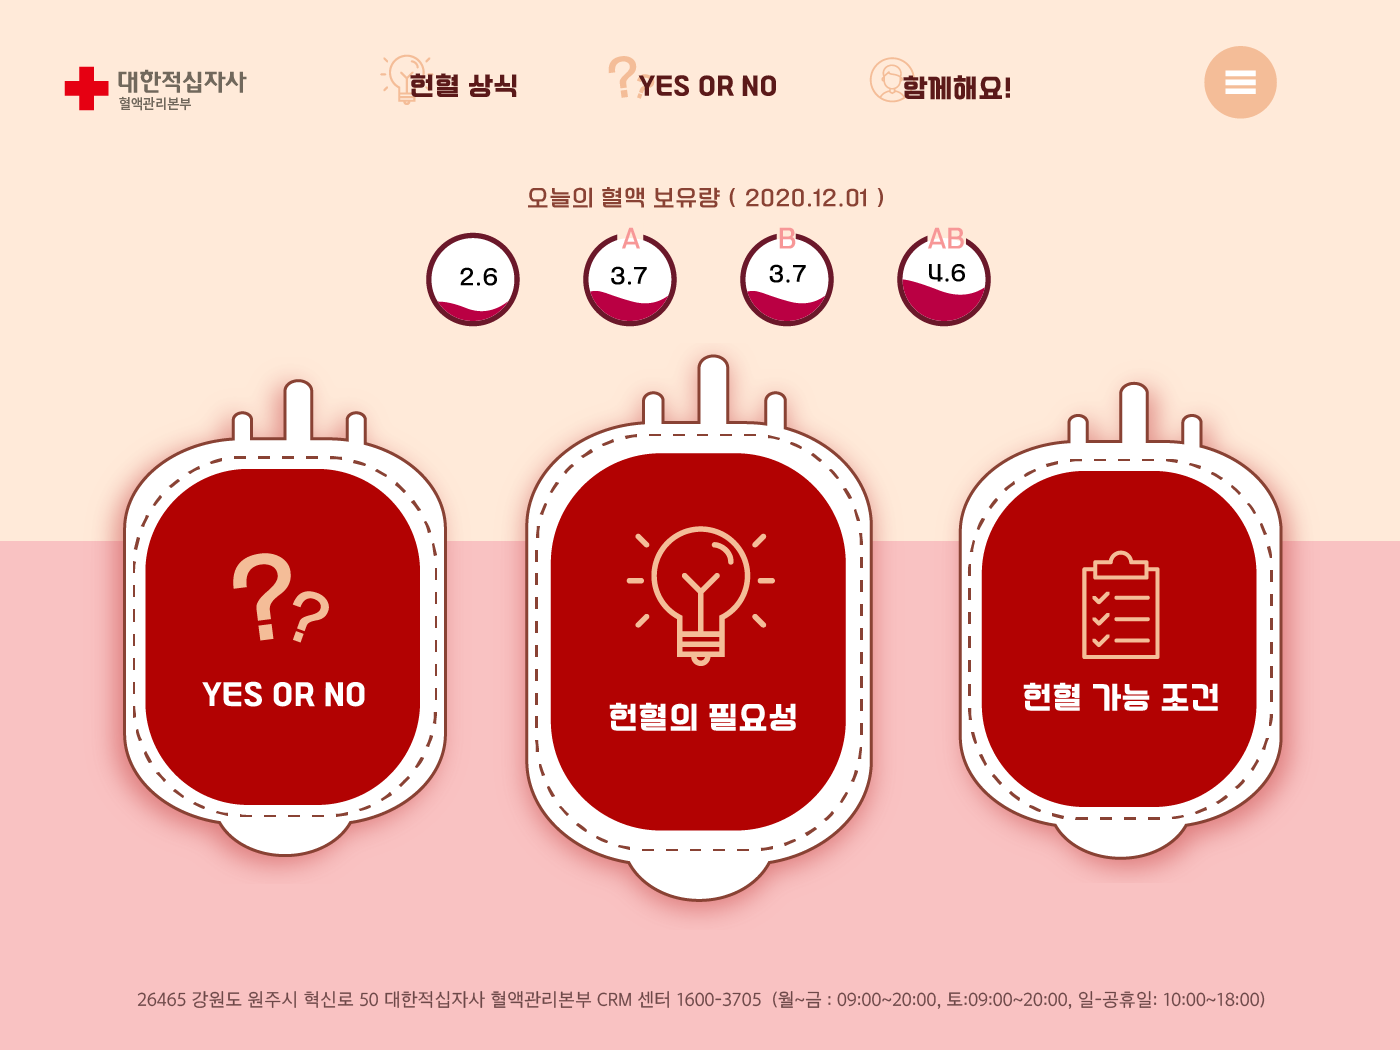 대한적십자사
혈액관리본부
헌혈 상식
YES OR NO
함께해요!
오늘의 혈액 보유량 ( 2020.12.01 )
A
B
AB
2.6
3.7
3.7
4.6
??
YES OR NO
헌혈의 필요성
헌혈 가능 조건
26465 강원도 원주시 혁신로 50 대한적십자사 혈액관리본부 CRM 센터 1600-3705 (월~금 : 09:00~20:00, 토:09:00~20:00, 일-공휴일: 10:00~18:00)